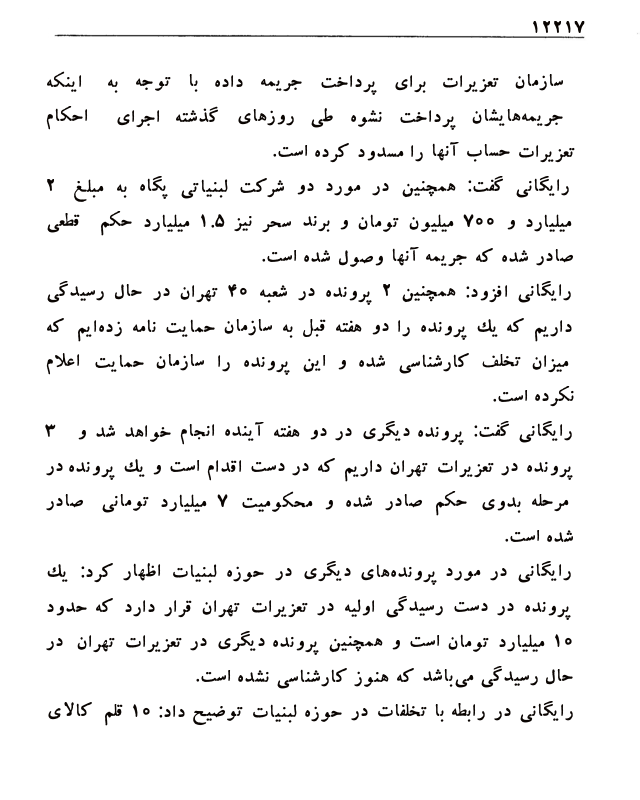 ۱۲۲۱۷
سازمان تعزیرات برای پرداخت جریمه داده با توجه به اینکه
جریمه‌هایشان پرداخت نشوه طی روزهای گذشته اجرای احکام
تعزیرات حساب آنها را مسدود کرده است.
رایگانی گفت: همچنین در مورد دو شرکت لبنیاتی پگاه به مبلغ ۲
میلیارد و ۷۰۰ میلیون تومان و برند سحر نیز ۱.۵ میلیارد حکم قطعی
صادر شده که جریمه آنها وصول شده است.
رایگانی افزود: همچنین ۲ پرونده در شعبه ۴۰ تهران در حال رسیدگی
داریم که یك پرونده را دو هفته قبل به سازمان حمایت نامه زده‌ایم که
میزان تخلف کارشناسی شده و این پرونده را سازمان حمایت اعلام
نکرده است.
رایگانی گفت: پرونده دیگری در دو هفته آینده انجام خواهد شد و ۳
پرونده در تعزیرات تهران داریم که در دست اقدام است و یك پرونده در
مرحله بدوی حکم صادر شده و محکومیت ۷ میلیارد تومانی صادر
شده است.
رایگانی در مورد پرونده‌های دیگری در حوزه لبنیات اظهار کرد: یك
پرونده در دست رسیدگی اولیه در تعزیرات تهران قرار دارد که حدود
۱۰ میلیارد تومان است و همچنین پرونده دیگری در تعزیرات تهران در
حال رسیدگی می‌باشد که هنوز کارشناسی نشده است.
رایگانی در رابطه با تخلفات در حوزه لبنیات توضیح داد: ۱۰ قلم کالای